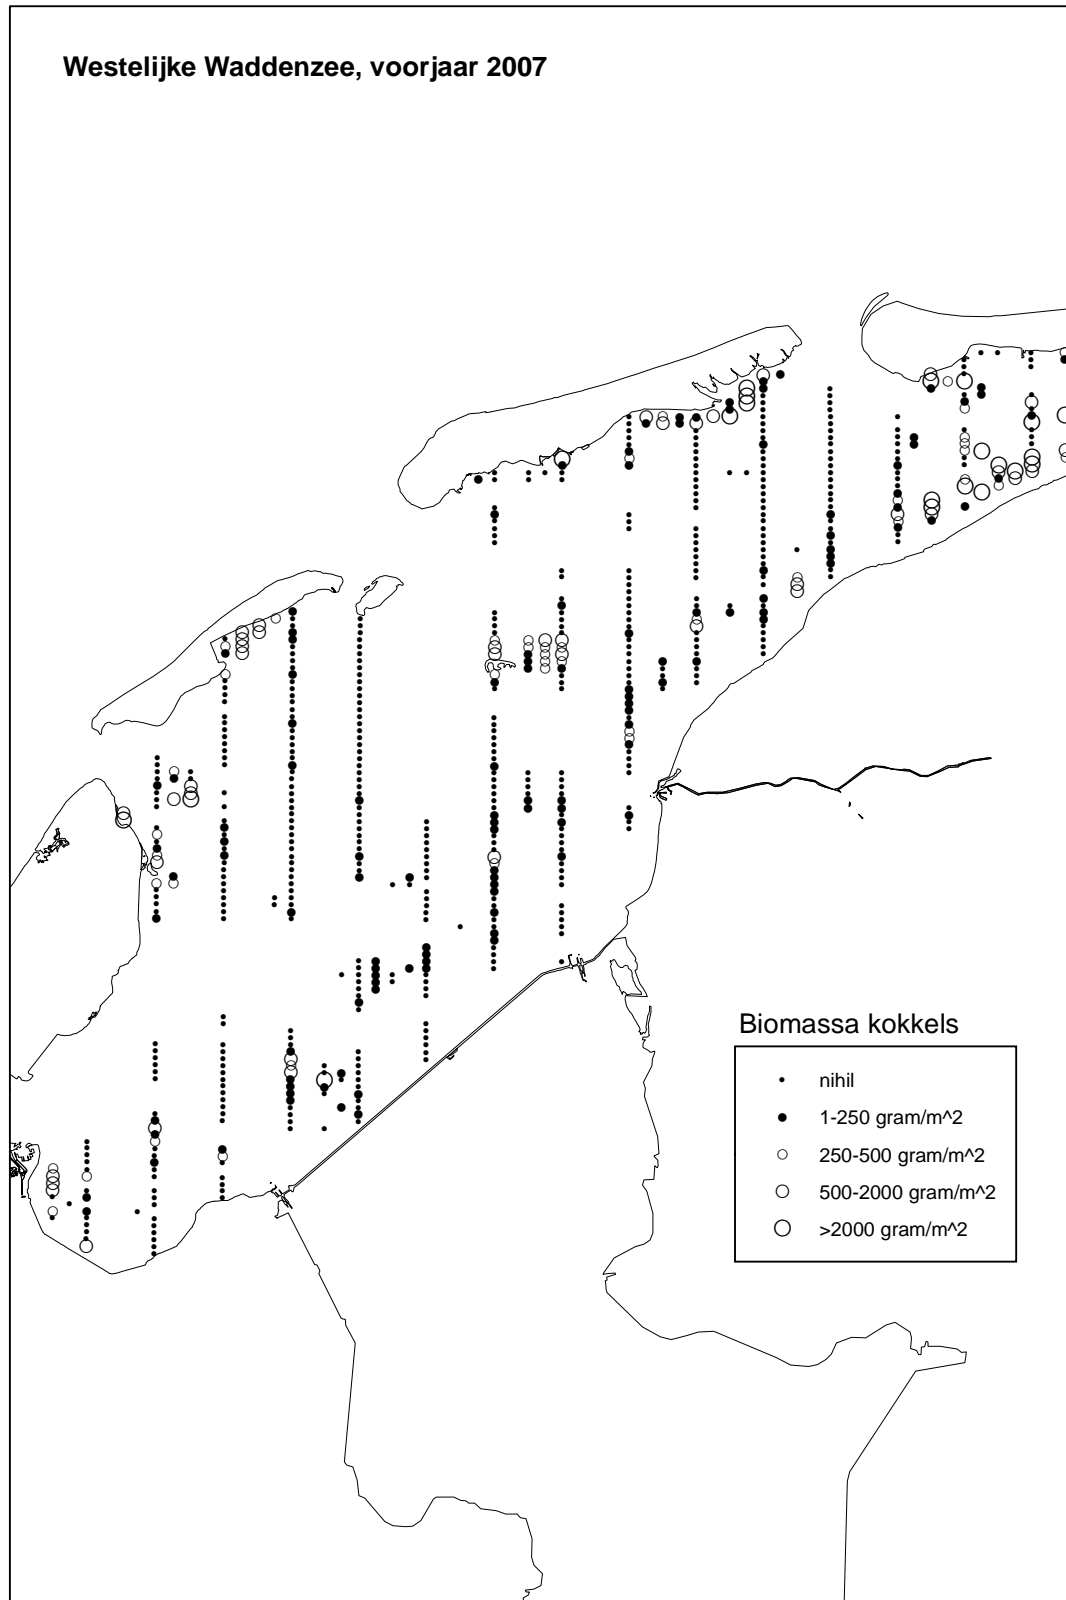 Westelijke Waddenzee, voorjaar 2007
Biomassa kokkels
nihil
1-250 gram/m^2
250-500 gram/m^2
500-2000 gram/m^2
>2000 gram/m^2